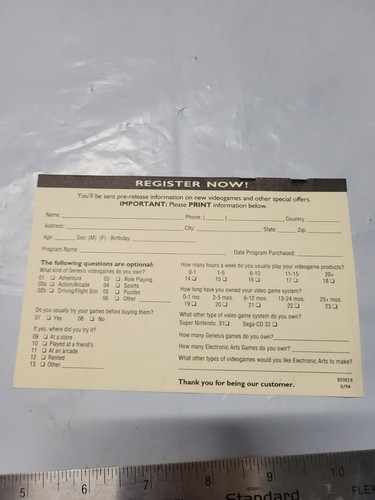 REGISTER NOW!
You'll be sent pre-release information on new videogames and other special offers.
IMPORTANT: Please PRINT information below.
Name: Phone: ( ) Country:
Address: City State: Zip:
Age: Sex: (M) (F) Birthday:
Program Name: Date Program Purchased:
The following questions are optional:
What kind of Genesis videogames do you own?
01 Adventure 03 Role Playing
02a Action/Arcade 04 Sports
02b Driving/Flight Sim 05 Puzzles
06 Other
Do you usually try your games before buying them?
07 Yes 08 No
If yes, where did you try it?
09 At a store
10 Played at a friend's
11 At an arcade
12 Rented
13 Other
How many hours a week do you usually play your videogame products?
0-1 1-5 6-10 11-15 20+
14 15 16 17 18
How long have you owned your video game system?
0-1 mo. 2-5 mos. 6-12 mos. 13-24 mos. 25+ mos.
19 20 21 22 23
What other type of video game system do you own?
Super Nintendo 31 Sega-CD 32
How many Genesis games do you own?
How many Electronic Arts Games do you own?
What other types of videogames would you like Electronic Arts to make?
Thank you for being our customer.
9/94
5 6 7 8 9 10
Standard FLEX